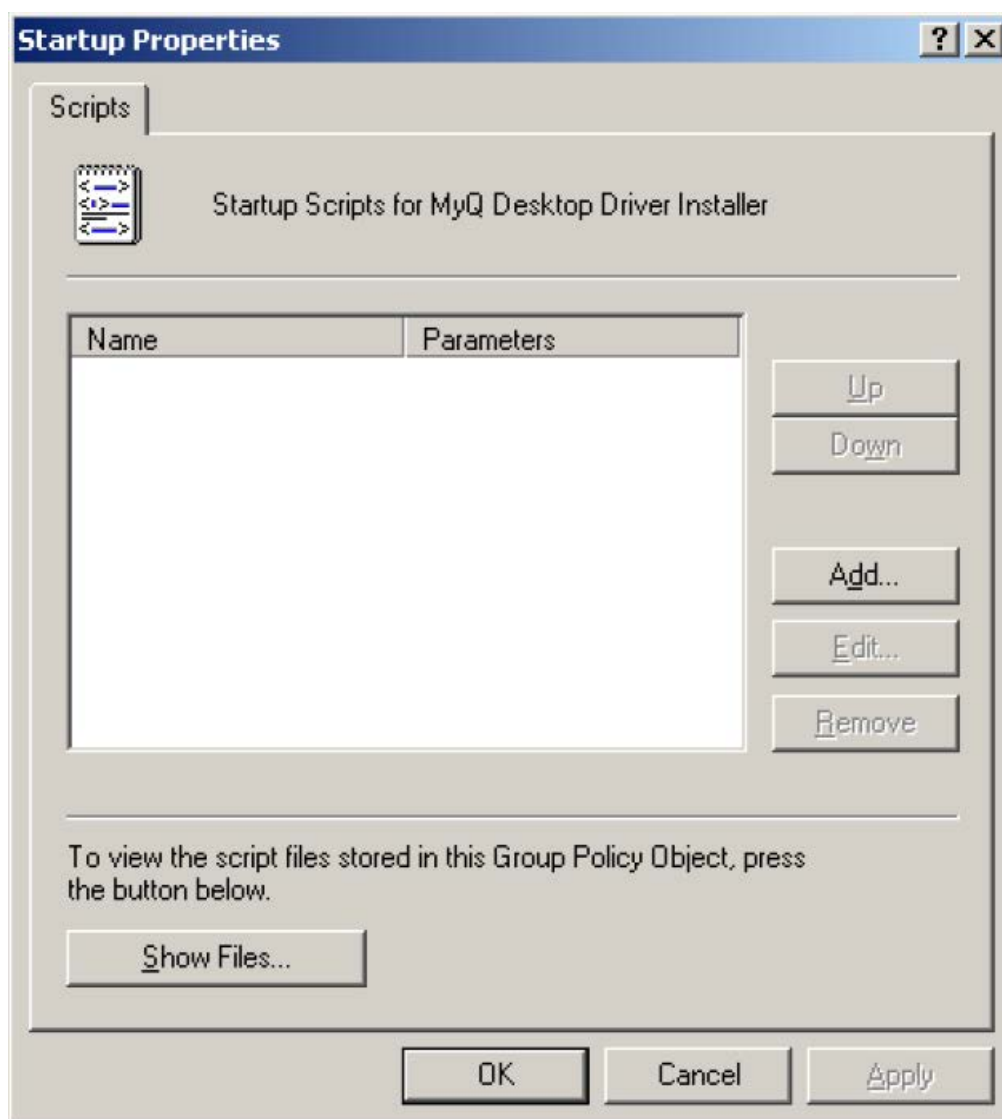 Startup Properties
Scripts
Startup Scripts for MyQ Desktop Driver Installer
Name Parameters
Up
Down
Add...
Edit...
Remove
To view the script files stored in this Group Policy Object, press
the button below.
Show Files...
OK Cancel Apply